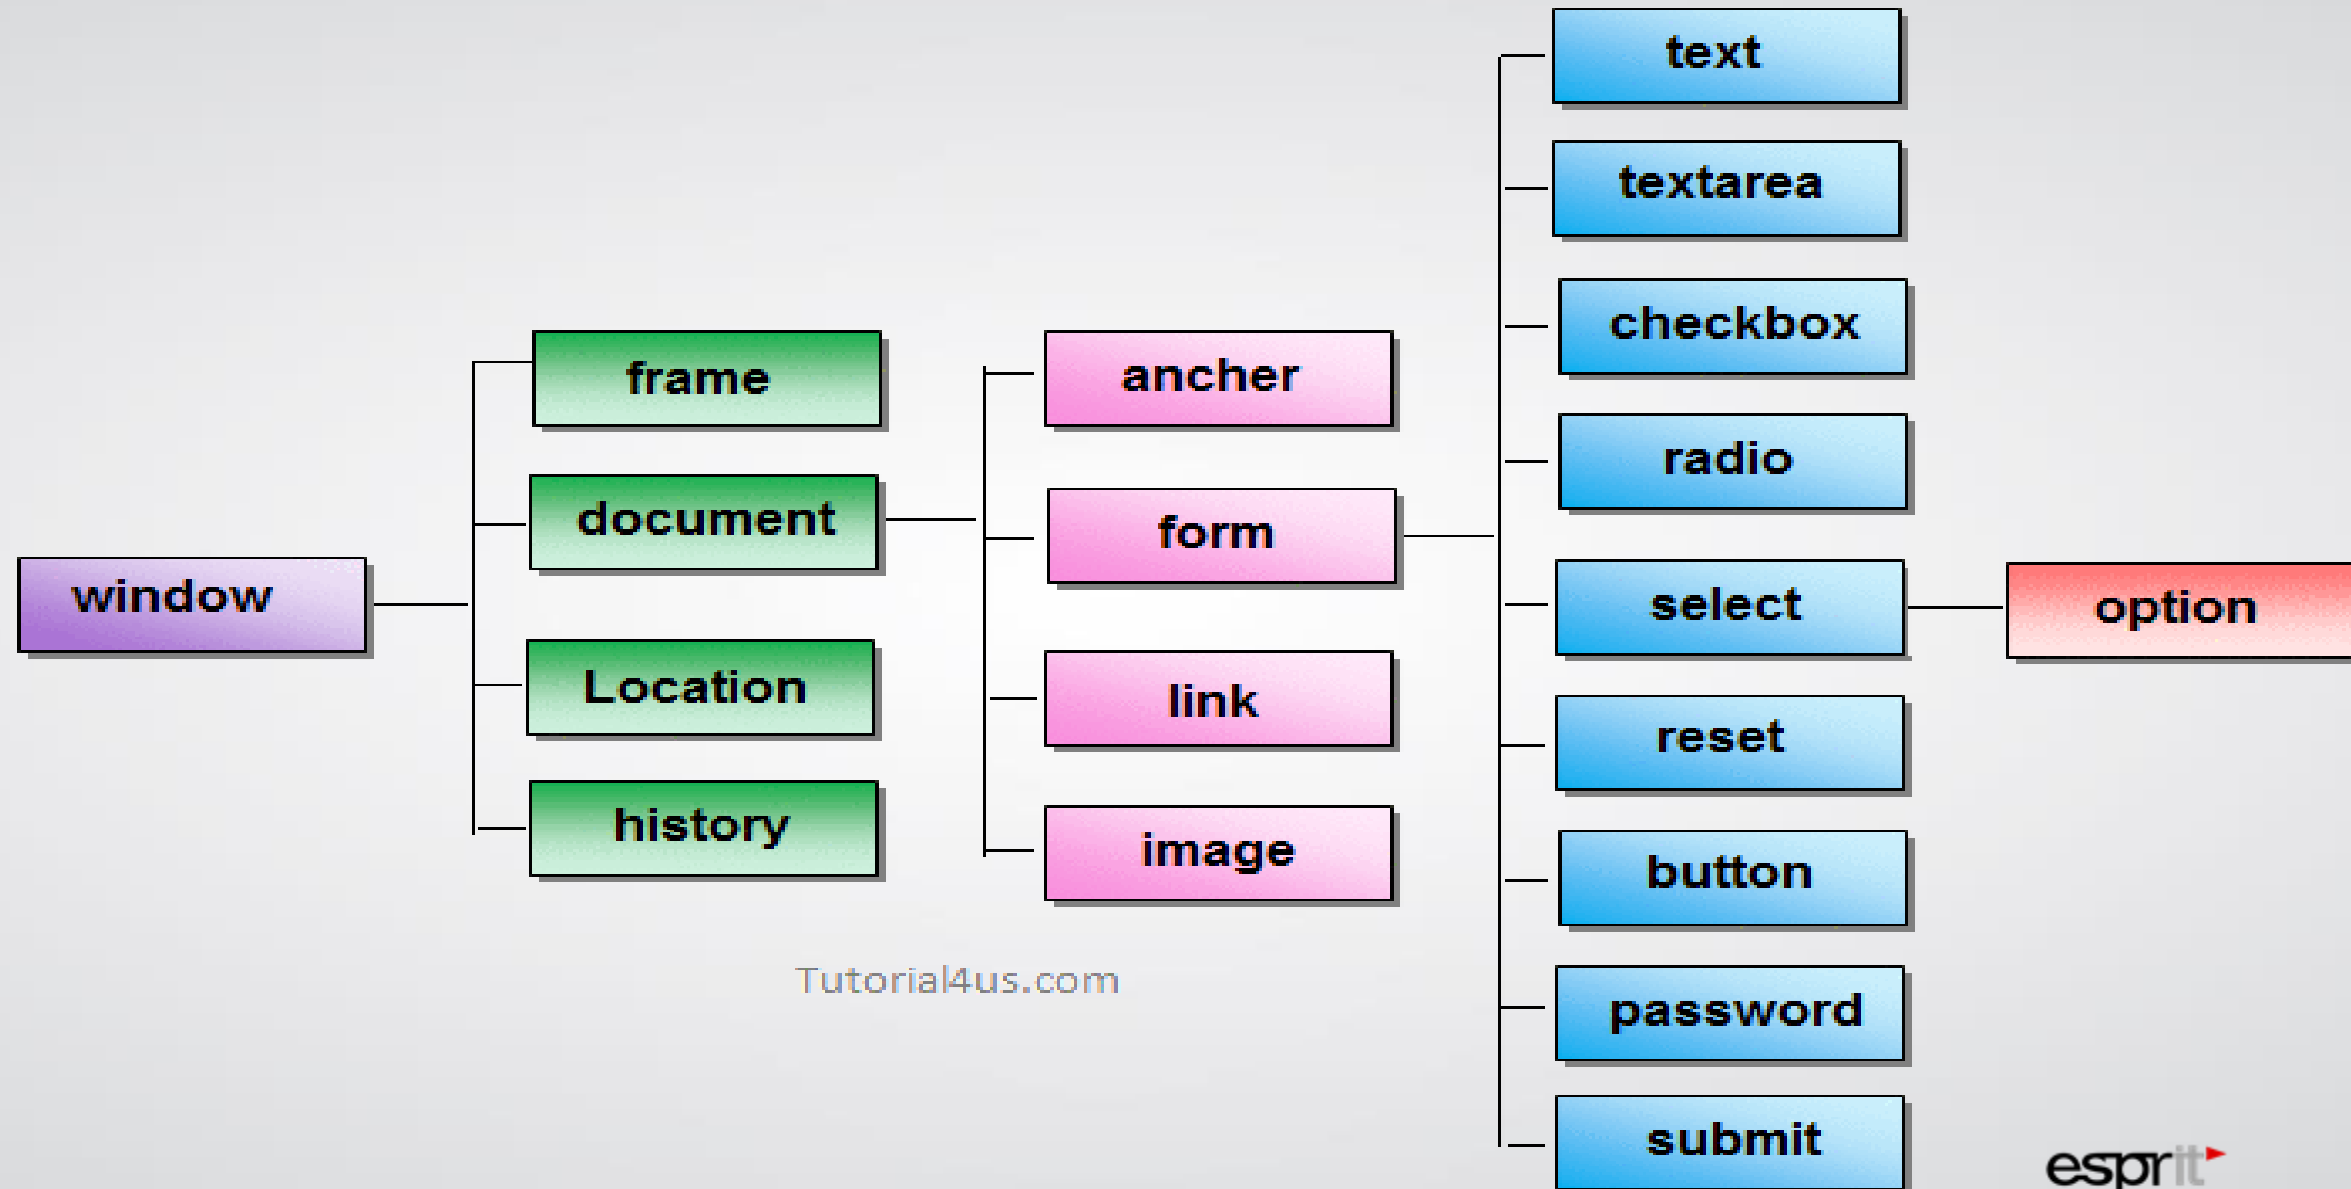 window
frame
document
Location
history
ancher
form
link
image
text
textarea
checkbox
radio
select
reset
button
password
submit
option
Tutorial4us.com
esprit